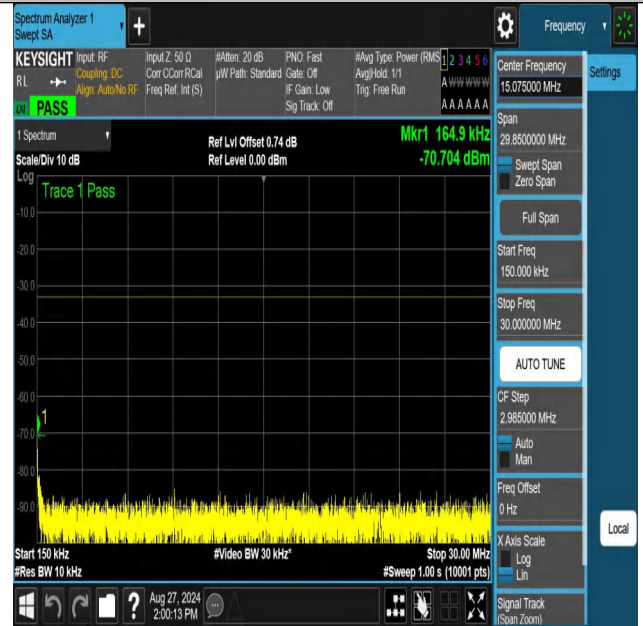 Spectrum Analyzer 1
Swept SA
+
Frequency
KEYSIGHT
RL
LXI PASS
Input: RF
Coupling: DC
Align: Auto/No RF
Input Z: 50 Ω
Corr CCorr RCal
Freq Ref: Int (S)
#Atten: 20 dB
µW Path: Standard
PNO: Fast
Gate: Off
IF Gain: Low
Sig Track: Off
#Avg Type: Power (RMS
Avg|Hold: 1/1
Trig: Free Run
1 2 3 4 5 6
A W W W W W
A A A A A A
Center Frequency
15.075000 MHz
Settings
Span
29.8500000 MHz
Swept Span
Zero Span
Full Span
Start Freq
150.000 kHz
Stop Freq
30.000000 MHz
AUTO TUNE
CF Step
2.985000 MHz
Auto
Man
Freq Offset
0 Hz
X Axis Scale
Log
Lin
Signal Track
(Span Zoom)
Local
1 Spectrum
Scale/Div 10 dB
Log
Ref Lvl Offset 0.74 dB
Ref Level 0.00 dBm
Mkr1 164.9 kHz
-70.704 dBm
Trace 1 Pass
-10.0
-20.0
-30.0
-40.0
-50.0
-60.0
1
-70.0
-80.0
-90.0
Start 150 kHz
#Res BW 10 kHz
#Video BW 30 kHz*
Stop 30.00 MHz
#Sweep 1.00 s (10001 pts)
?
Aug 27, 2024
2:00:13 PM